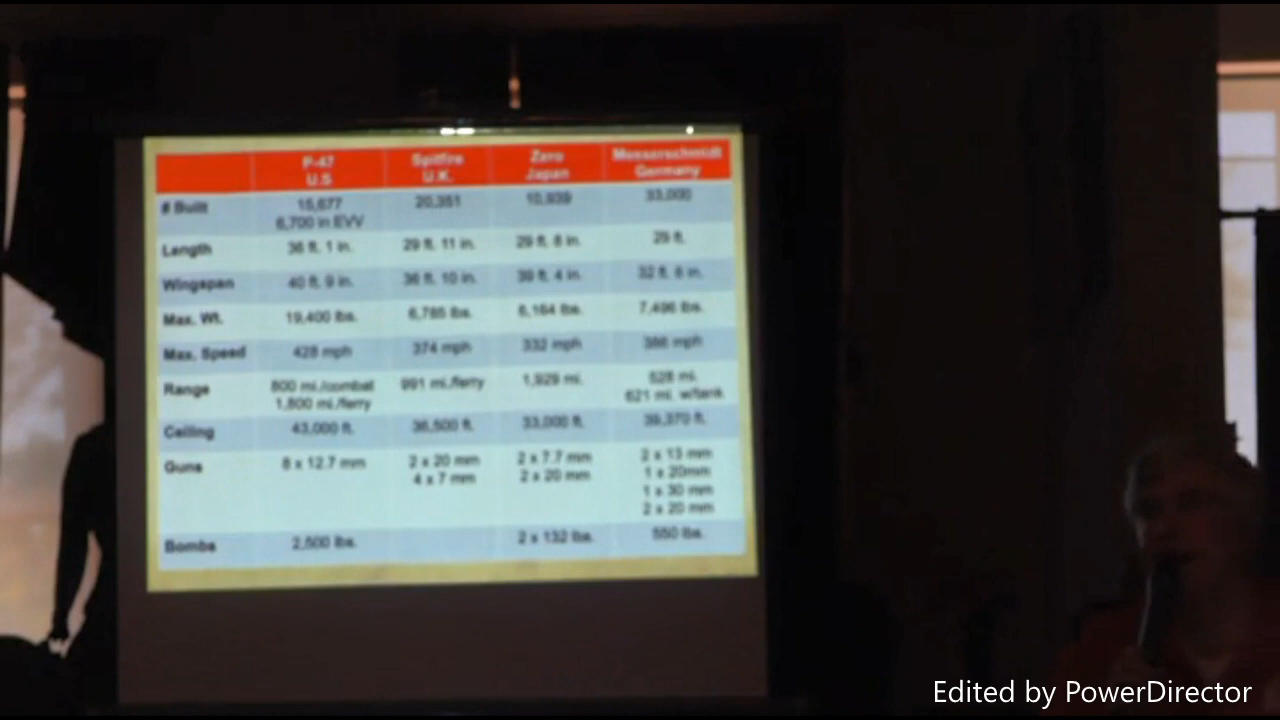 P-47 Spitfire Zero Messerschmidt
U.S U.K. Japan Germany
# Built 15,677 20,351 10,939 33,000
6,700 in EVV
Length 36 ft. 1 in. 29 ft. 11 in. 29 ft. 8 in. 29 ft.
Wingspan 40 ft. 9 in. 36 ft. 10 in. 39 ft. 4 in. 32 ft. 6 in.
Max. Wt. 19,400 lbs. 6,785 lbs. 6,164 lbs. 7,496 lbs.
Max. Speed 428 mph 374 mph 332 mph mph
Range 800 mi./combat 991 mi./ferry 1,929 mi. 528 mi.
1,800 mi./ferry 621 mi. w/tank
Ceiling 43,000 ft. 36,500 ft. 33,000 ft. 39,370 ft.
Guns 8 x 12.7 mm 2 x 20 mm 2 x 7.7 mm 2 x 13 mm
4 x 7 mm 2 x 20 mm 1 x 20mm
1 x 30 mm
2 x 20 mm
Bombs 2,500 lbs. 2 x 132 lbs. 550 lbs.
Edited by PowerDirector